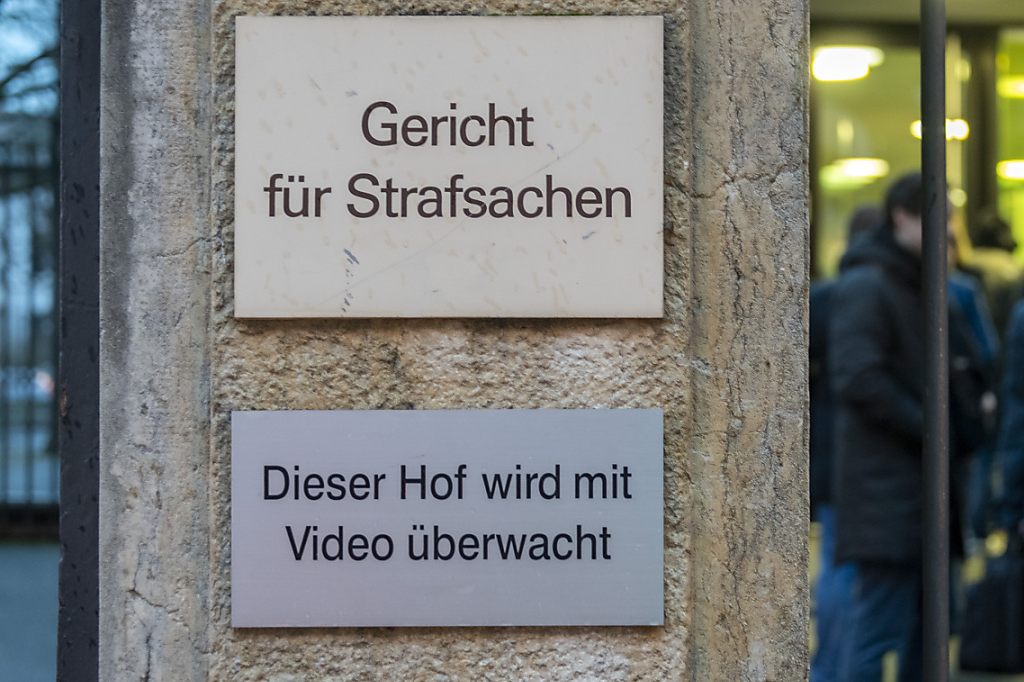 Gericht
für Strafsachen
Dieser Hof wird mit
Video überwacht